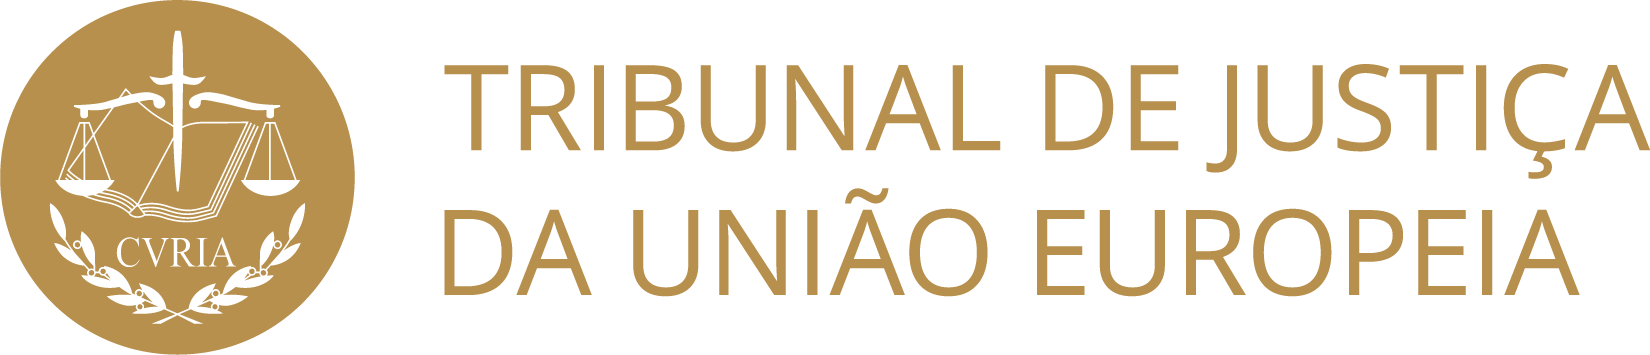 CVRIA
TRIBUNAL DE JUSTIÇA
DA UNIÃO EUROPEIA